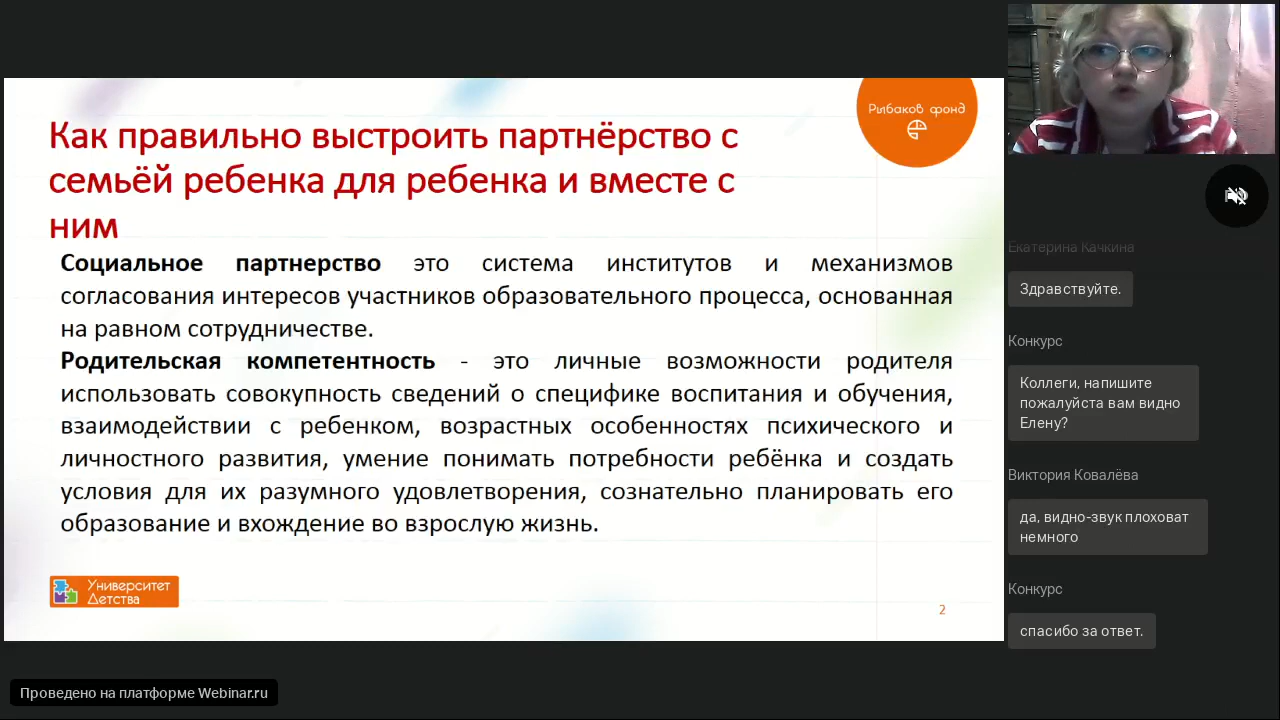 Рыбаков фонд
Как правильно выстроить партнёрство с
семьёй ребенка для ребенка и вместе с
ним
Социальное партнерство это система институтов и механизмов
согласования интересов участников образовательного процесса, основанная
на равном сотрудничестве.
Родительская компетентность - это личные возможности родителя
использовать совокупность сведений о специфике воспитания и обучения,
взаимодействии с ребенком, возрастных особенностях психического и
личностного развития, умение понимать потребности ребёнка и создать
условия для их разумного удовлетворения, сознательно планировать его
образование и вхождение во взрослую жизнь.
Университет
Детства
2
Проведено на платформе Webinar.ru
Екатерина Качкина
Здравствуйте.
Конкурс
Коллеги, напишите
пожалуйста вам видно
Елену?
Виктория Ковалёва
да, видно-звук плоховат
немного
Конкурс
спасибо за ответ.